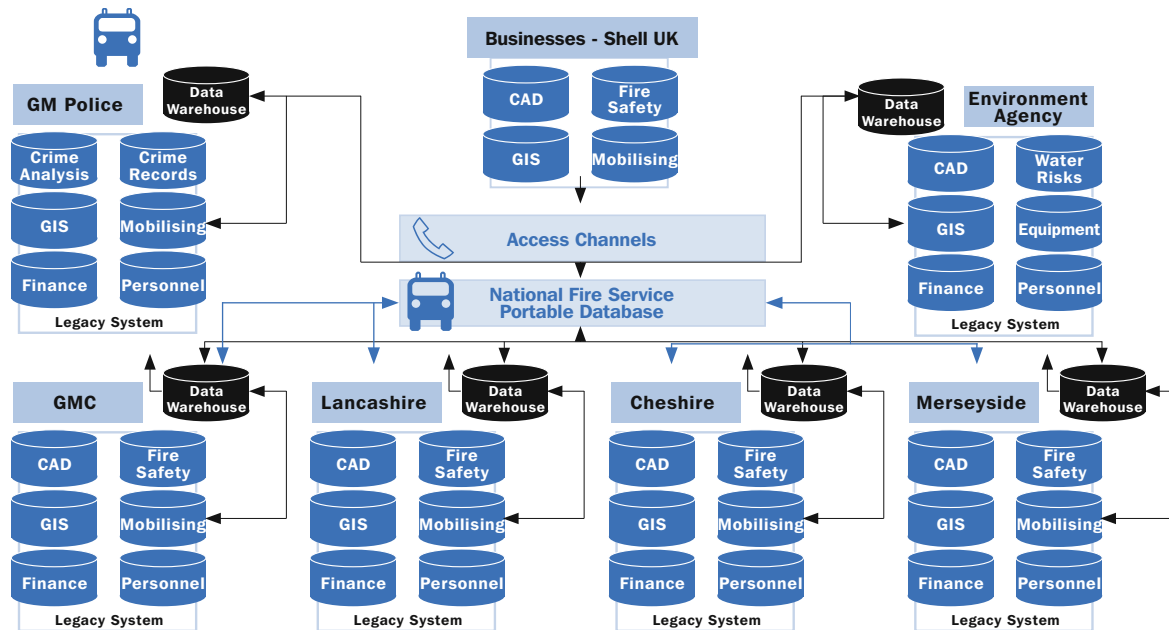 Businesses - Shell UK
CAD
Fire
Safety
GIS
Mobilising
GM Police
Data
Warehouse
Crime
Analysis
Crime
Records
GIS
Mobilising
Finance
Personnel
Legacy System
Data
Warehouse
Environment
Agency
CAD
Water
Risks
GIS
Equipment
Finance
Personnel
Legacy System
Access Channels
National Fire Service
Portable Database
GMC
Data
Warehouse
CAD
Fire
Safety
GIS
Mobilising
Finance
Personnel
Legacy System
Lancashire
Data
Warehouse
CAD
Fire
Safety
GIS
Mobilising
Finance
Personnel
Legacy System
Cheshire
Data
Warehouse
CAD
Fire
Safety
GIS
Mobilising
Finance
Personnel
Legacy System
Merseyside
Data
Warehouse
CAD
Fire
Safety
GIS
Mobilising
Finance
Personnel
Legacy System